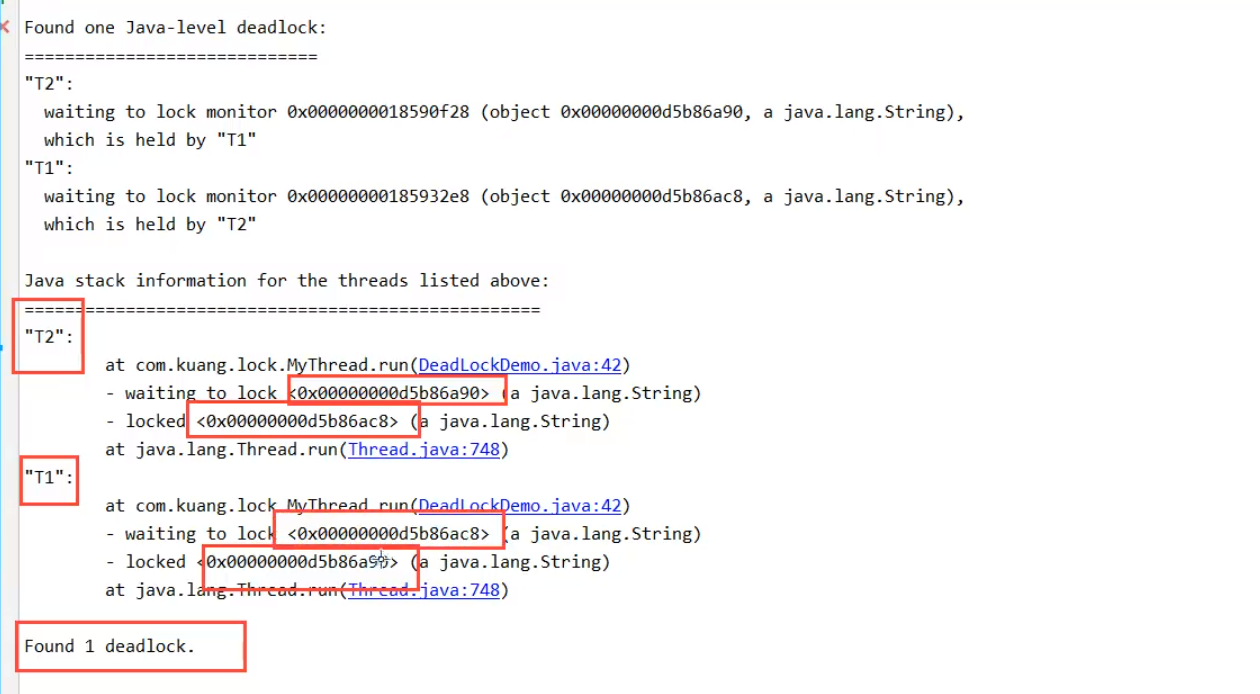 Found one Java-level deadlock:
=============================
"T2":
  waiting to lock monitor 0x0000000018590f28 (object 0x00000000d5b86a90, a java.lang.String),
  which is held by "T1"
"T1":
  waiting to lock monitor 0x00000000185932e8 (object 0x00000000d5b86ac8, a java.lang.String),
  which is held by "T2"
Java stack information for the threads listed above:
===================================================
"T2":
        at com.kuang.lock.MyThread.run(DeadLockDemo.java:42)
        - waiting to lock <0x00000000d5b86a90> (a java.lang.String)
        - locked <0x00000000d5b86ac8> (a java.lang.String)
        at java.lang.Thread.run(Thread.java:748)
"T1":
        at com.kuang.lock.MyThread.run(DeadLockDemo.java:42)
        - waiting to lock <0x00000000d5b86ac8> (a java.lang.String)
        - locked <0x00000000d5b86a90> (a java.lang.String)
        at java.lang.Thread.run(Thread.java:748)
Found 1 deadlock.